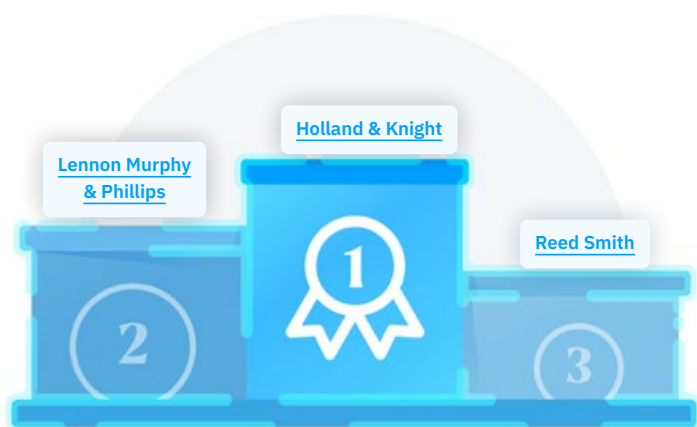 Holland & Knight
Lennon Murphy
& Phillips
Reed Smith
1
2
3